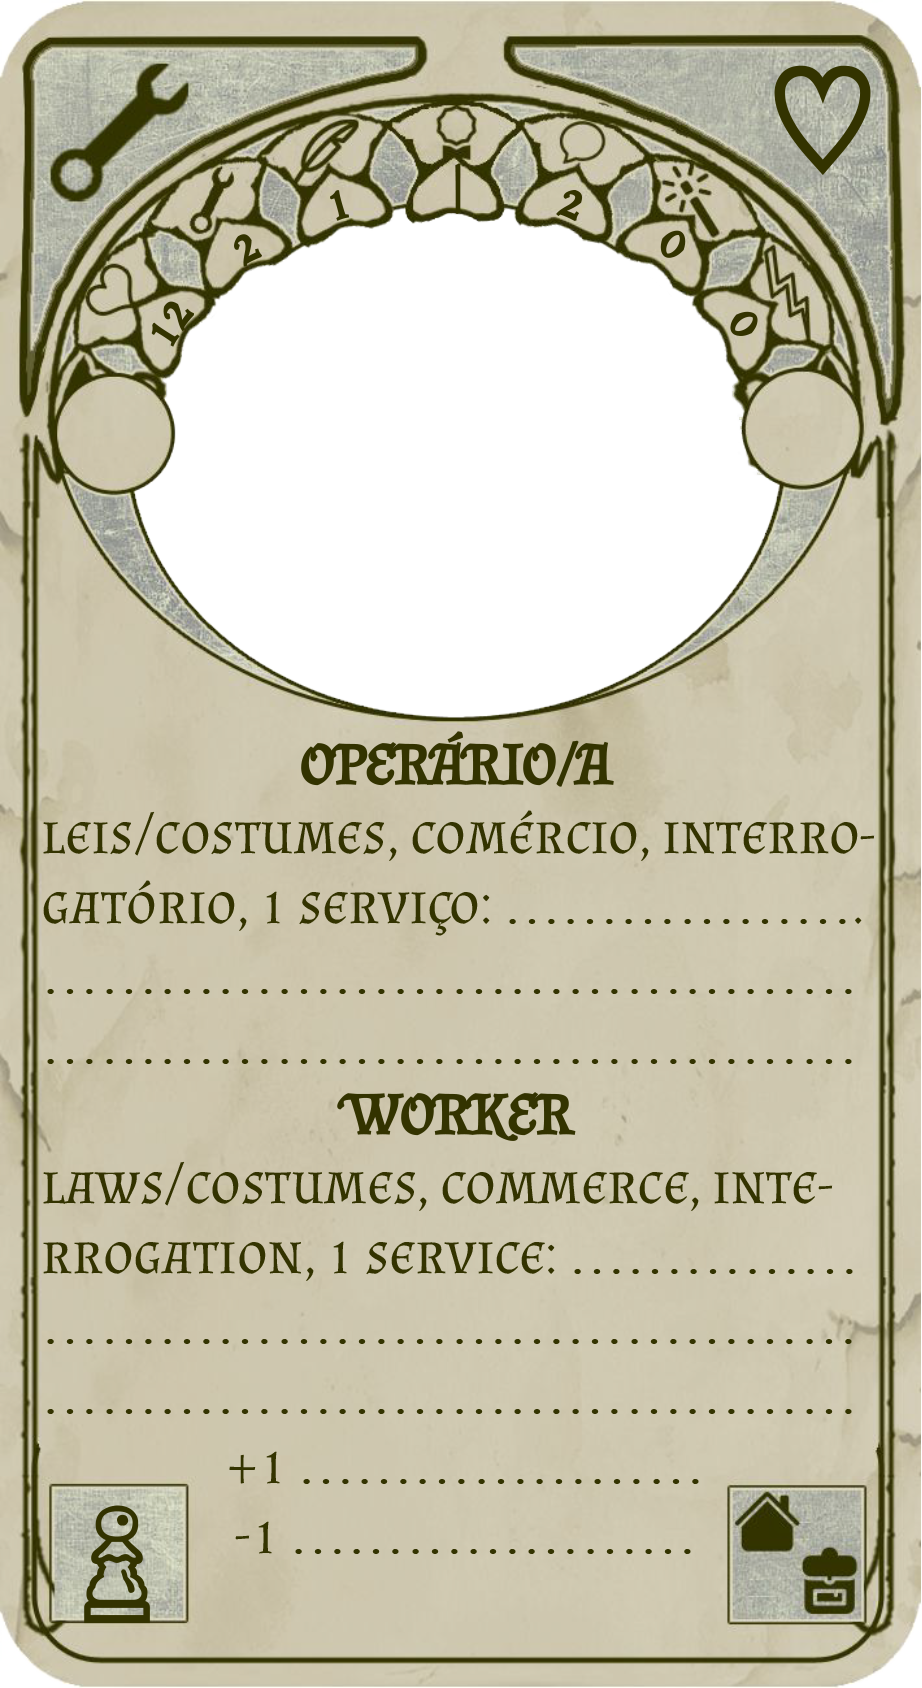 12 2 1 2 0 0
OPERÁRIO/A
LEIS/COSTUMES, COMÉRCIO, INTERRO-
GATÓRIO, 1 SERVIÇO: ...................
..........................................
..........................................
WORKER
LAWS/COSTUMES, COMMERCE, INTE-
RROGATION, 1 SERVICE: ...............
..........................................
..........................................
+1 .....................
-1 .....................